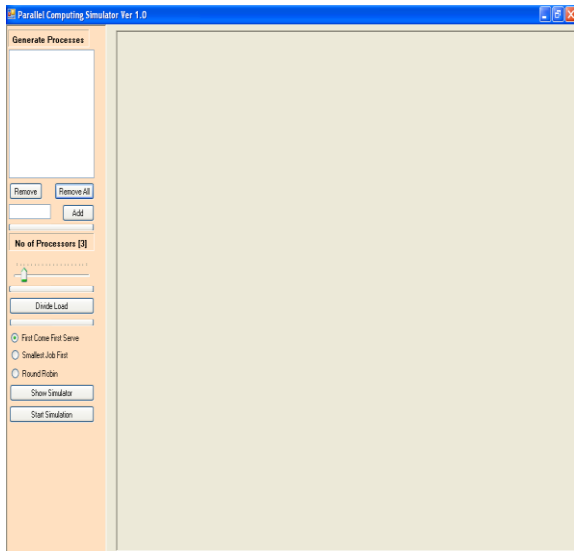 Parallel Computing Simulator Ver 1.0
Generate Processes
Remove Remove All
Add
No of Processors [3]
Divide Load
First Come First Serve
Smallest Job First
Round Robin
Show Simulator
Start Simulation